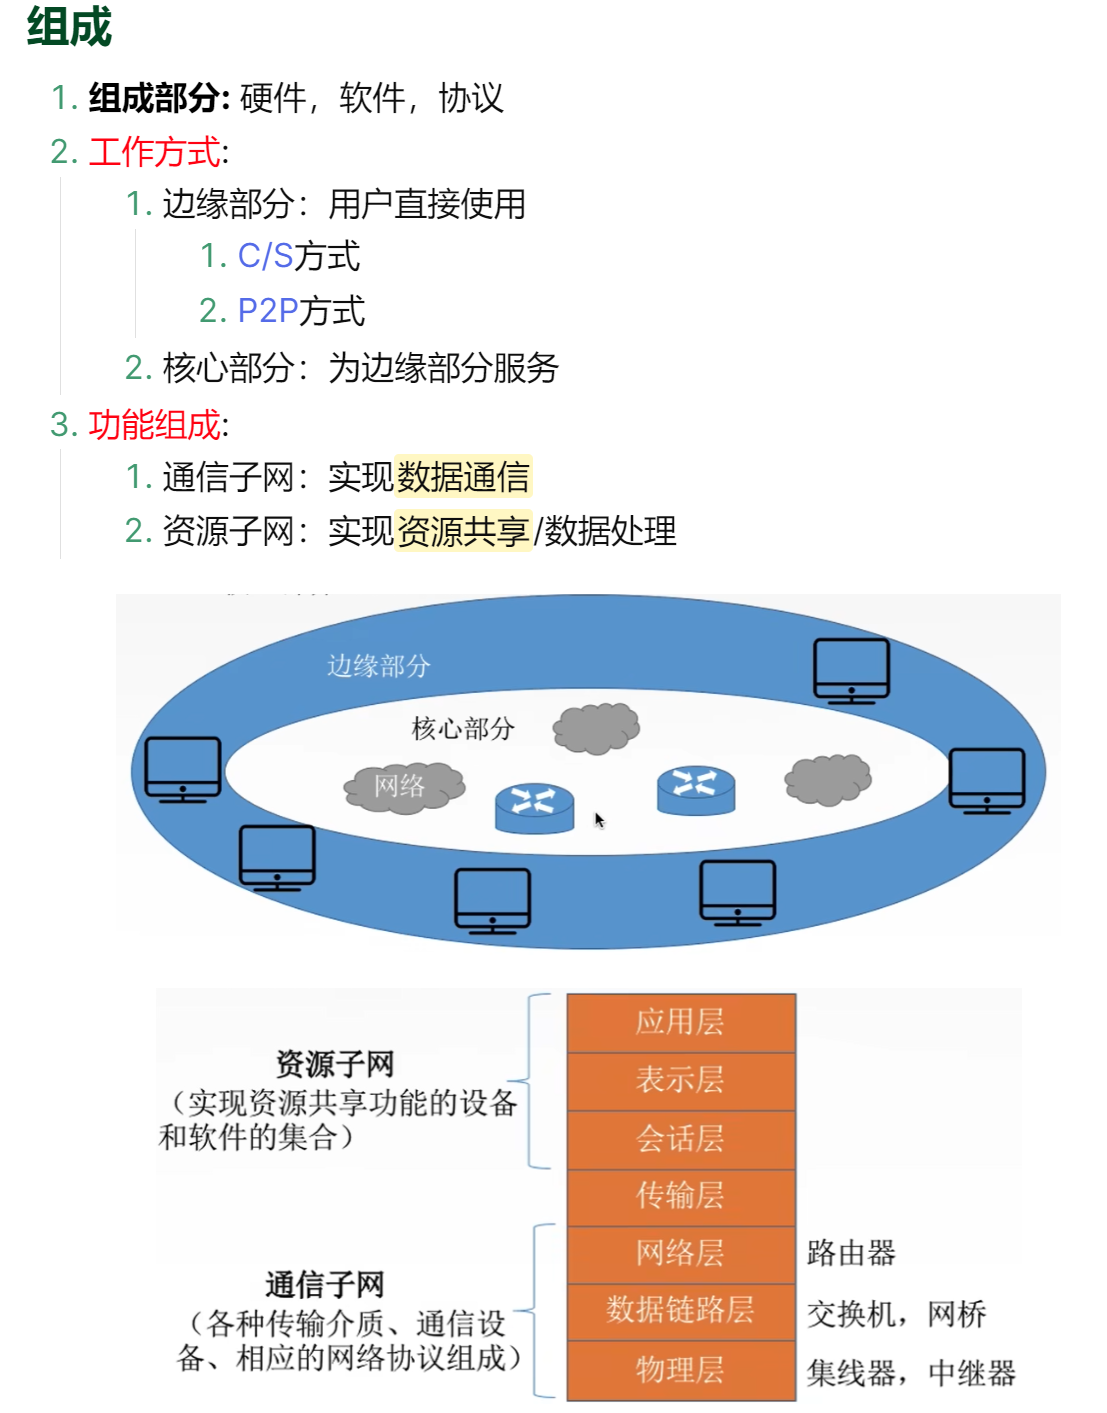 组成
1. 组成部分: 硬件，软件，协议
2. 工作方式:
1. 边缘部分：用户直接使用
1. C/S方式
2. P2P方式
2. 核心部分：为边缘部分服务
3. 功能组成:
1. 通信子网：实现数据通信
2. 资源子网：实现资源共享/数据处理
边缘部分
核心部分
网络
应用层
资源子网
表示层
（实现资源共享功能的设备
和软件的集合）
会话层
传输层
网络层 路由器
通信子网
（各种传输介质、通信设
备、相应的网络协议组成）
数据链路层 交换机，网桥
物理层 集线器，中继器